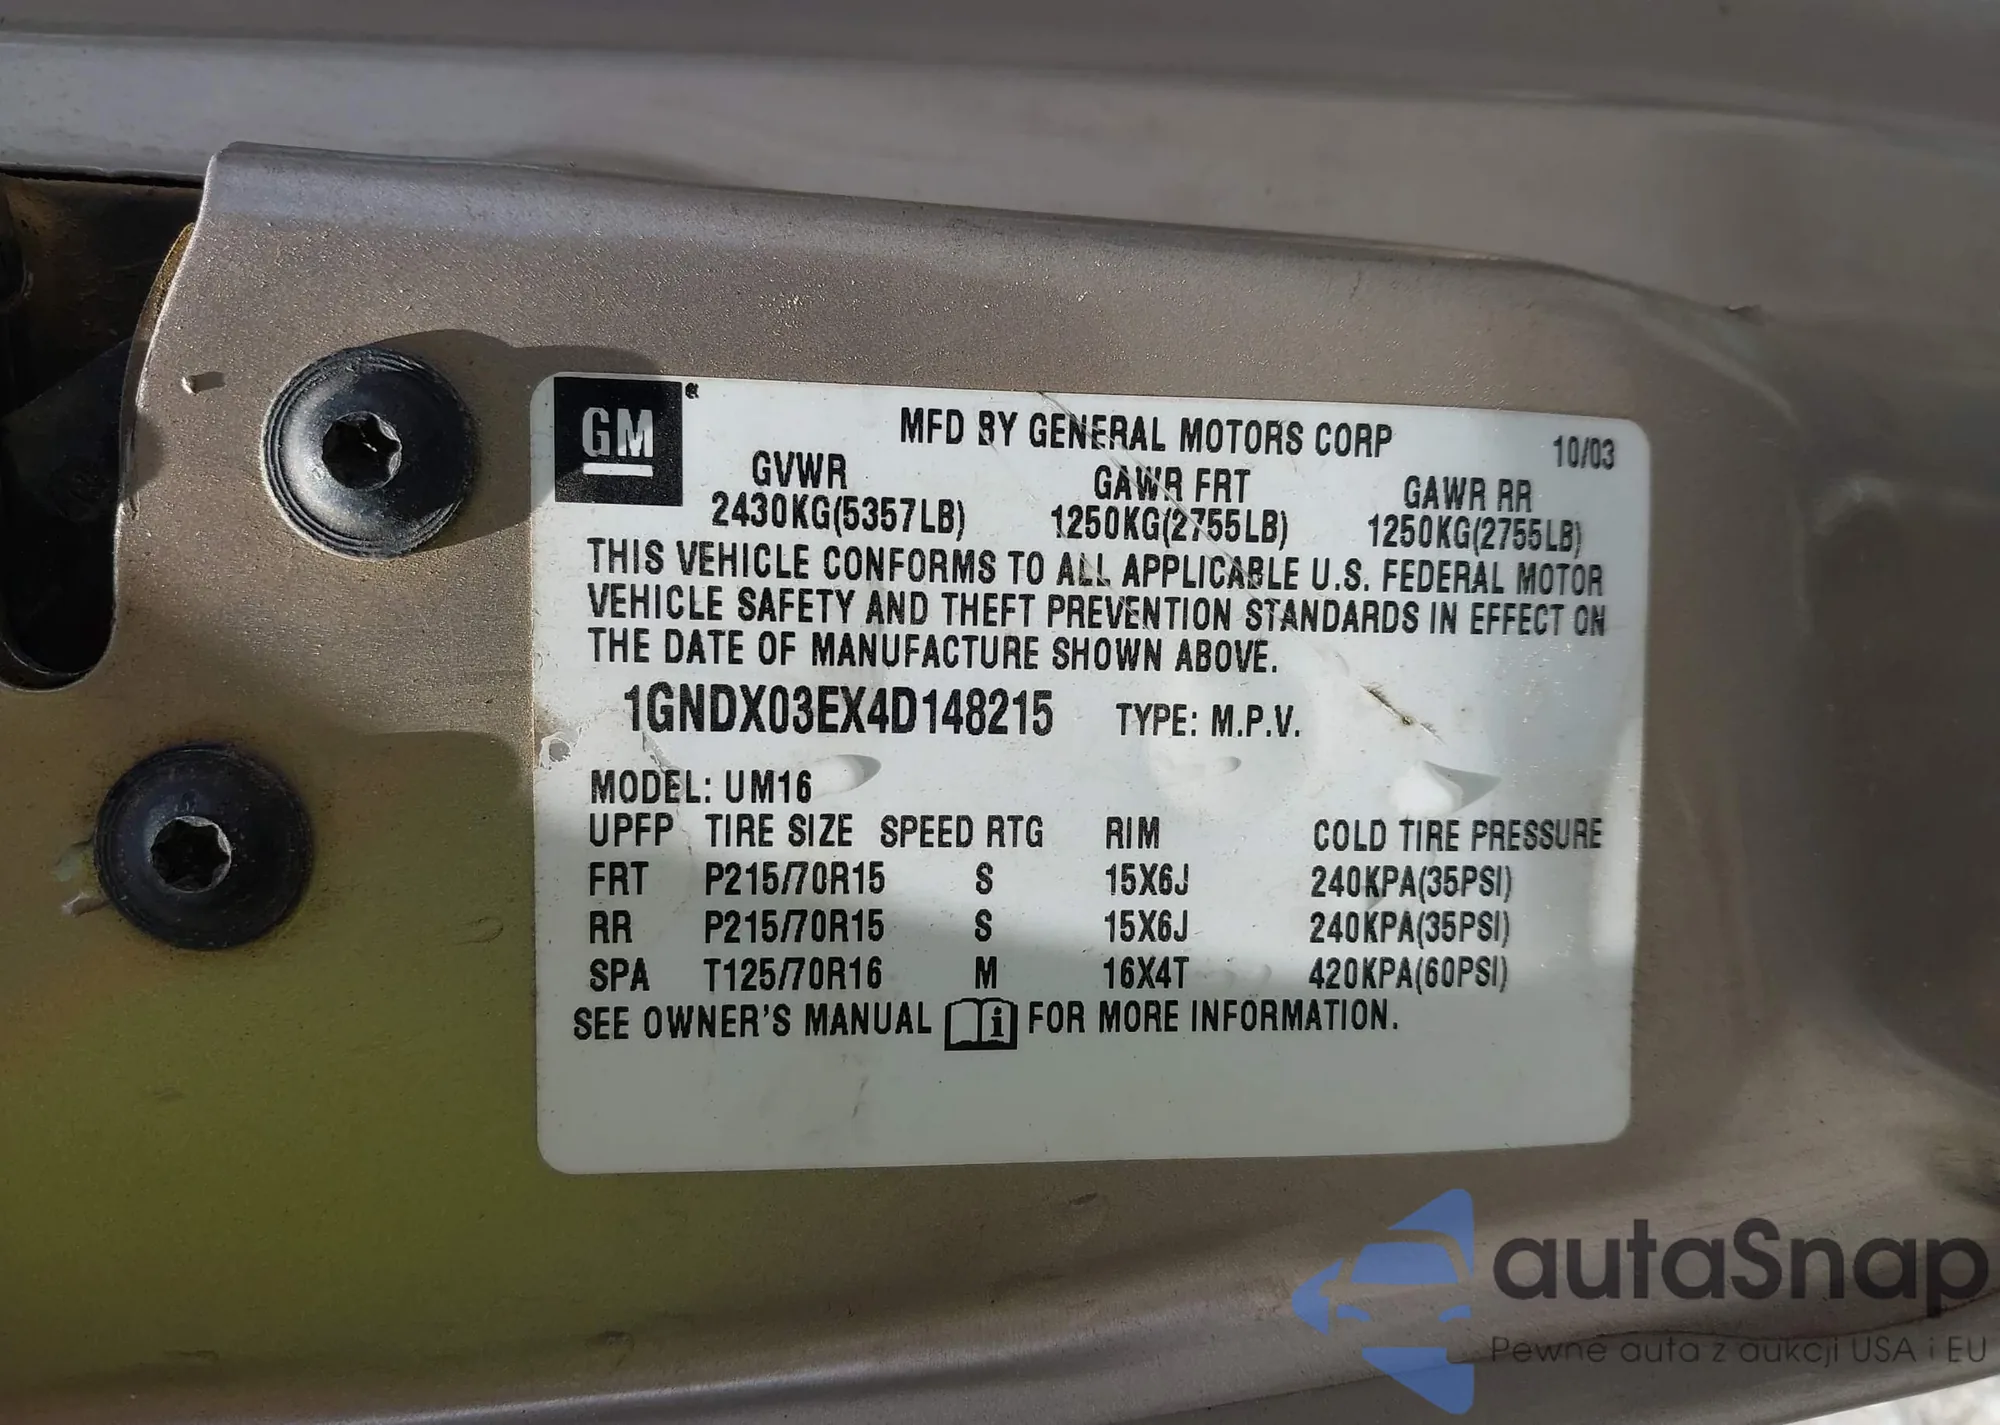 GM®
MFD BY GENERAL MOTORS CORP 10/03
GVWR GAWR FRT GAWR RR
2430KG(5357LB) 1250KG(2755LB) 1250KG(2755LB)
THIS VEHICLE CONFORMS TO ALL APPLICABLE U.S. FEDERAL MOTOR
VEHICLE SAFETY AND THEFT PREVENTION STANDARDS IN EFFECT ON
THE DATE OF MANUFACTURE SHOWN ABOVE.
1GNDX03EX4D148215 TYPE: M.P.V.
MODEL: UM16
UPFP TIRE SIZE SPEED RTG RIM COLD TIRE PRESSURE
FRT P215/70R15 S 15X6J 240KPA(35PSI)
RR P215/70R15 S 15X6J 240KPA(35PSI)
SPA T125/70R16 M 16X4T 420KPA(60PSI)
SEE OWNER'S MANUAL i FOR MORE INFORMATION.
autaSnap
Pewne auta z aukcji USA i EU